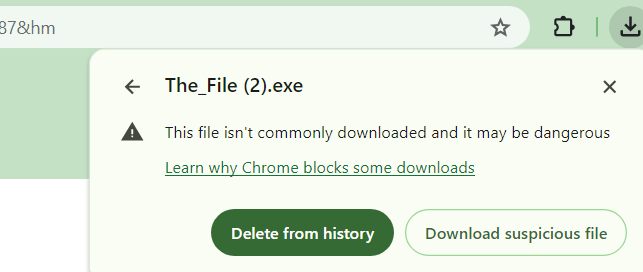 87&hm
The_File (2).exe
This file isn't commonly downloaded and it may be dangerous
Learn why Chrome blocks some downloads
Delete from history
Download suspicious file